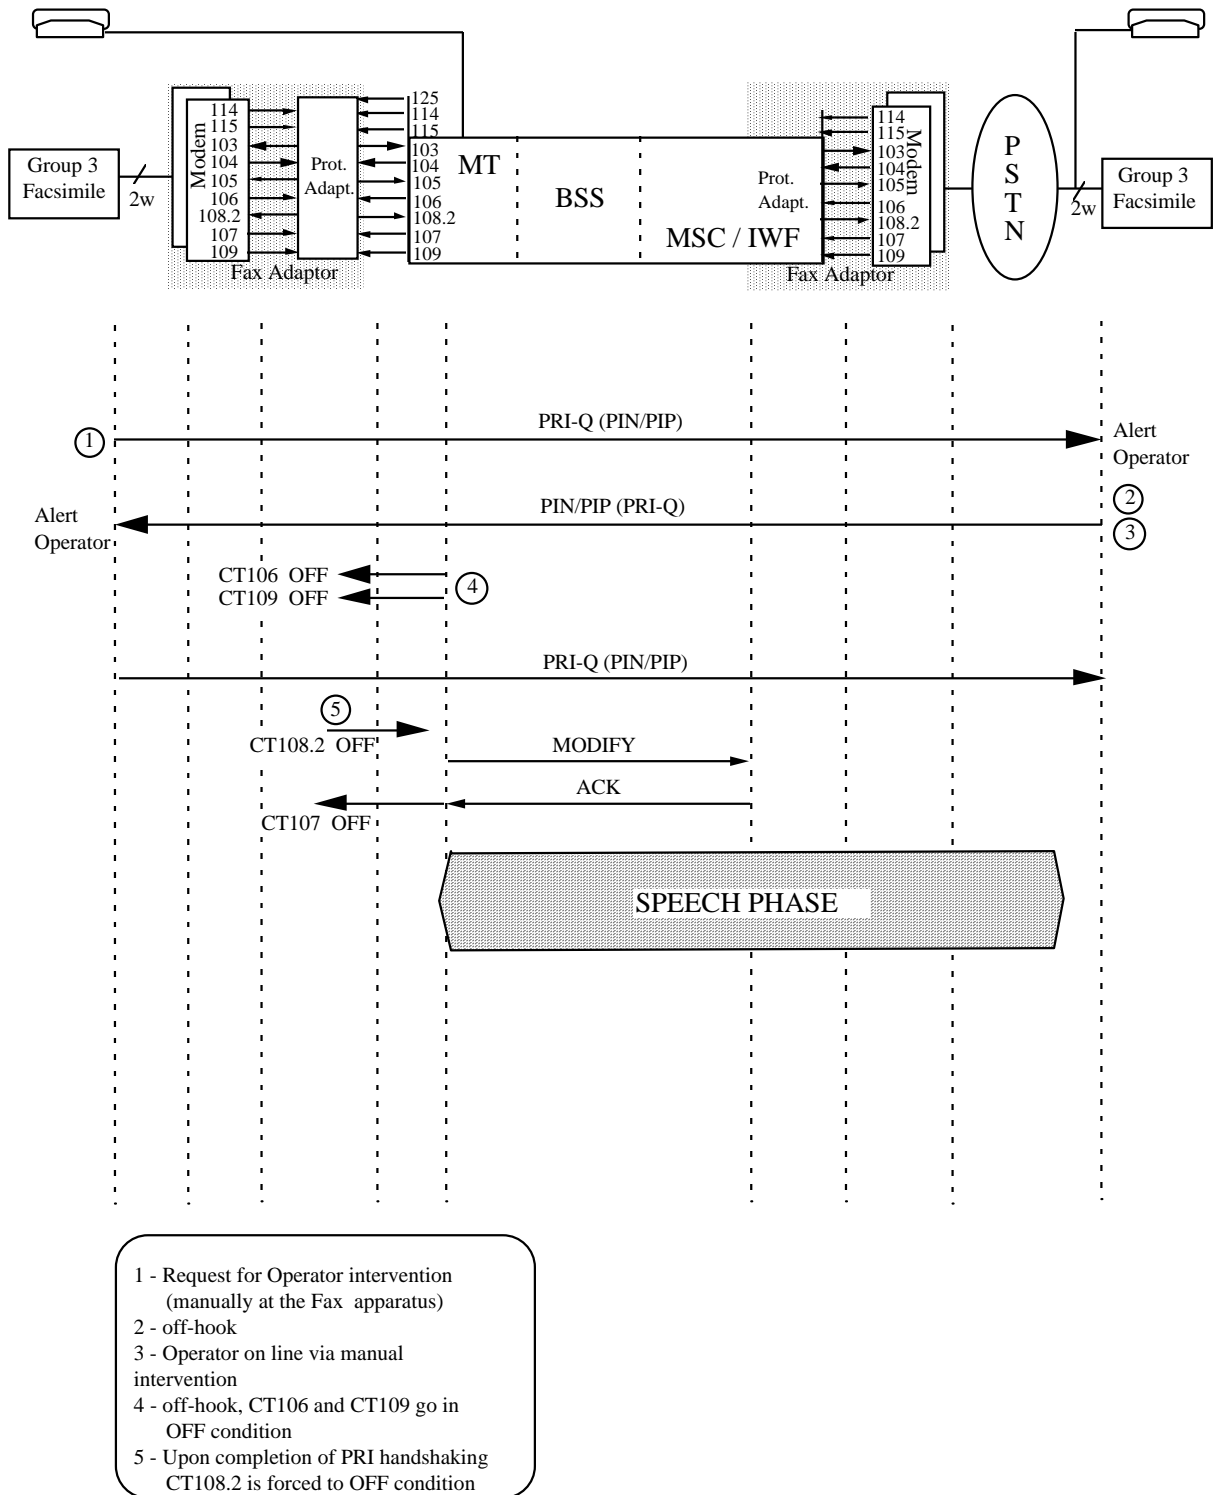 125
114
115
103
104
105
106
108.2
107
109
Modem
Prot.
Adapt.
114
115
103
104
105
106
108.2
107
109
Group 3
Facsimile
2w
Fax Adaptor
MT
BSS
MSC / IWF
Prot.
Adapt.
114
115
103
104
105
106
108.2
107
109
Modem
Fax Adaptor
P
S
T
N
2w
Group 3
Facsimile
1
PRI-Q (PIN/PIP)
Alert
Operator
2
Alert
Operator
PIN/PIP (PRI-Q)
3
CT106 OFF
CT109 OFF
4
PRI-Q (PIN/PIP)
5
CT108.2 OFF
MODIFY
ACK
CT107 OFF
SPEECH PHASE
1 - Request for Operator intervention
(manually at the Fax apparatus)
2 - off-hook
3 - Operator on line via manual
intervention
4 - off-hook, CT106 and CT109 go in
OFF condition
5 - Upon completion of PRI handshaking
CT108.2 is forced to OFF condition